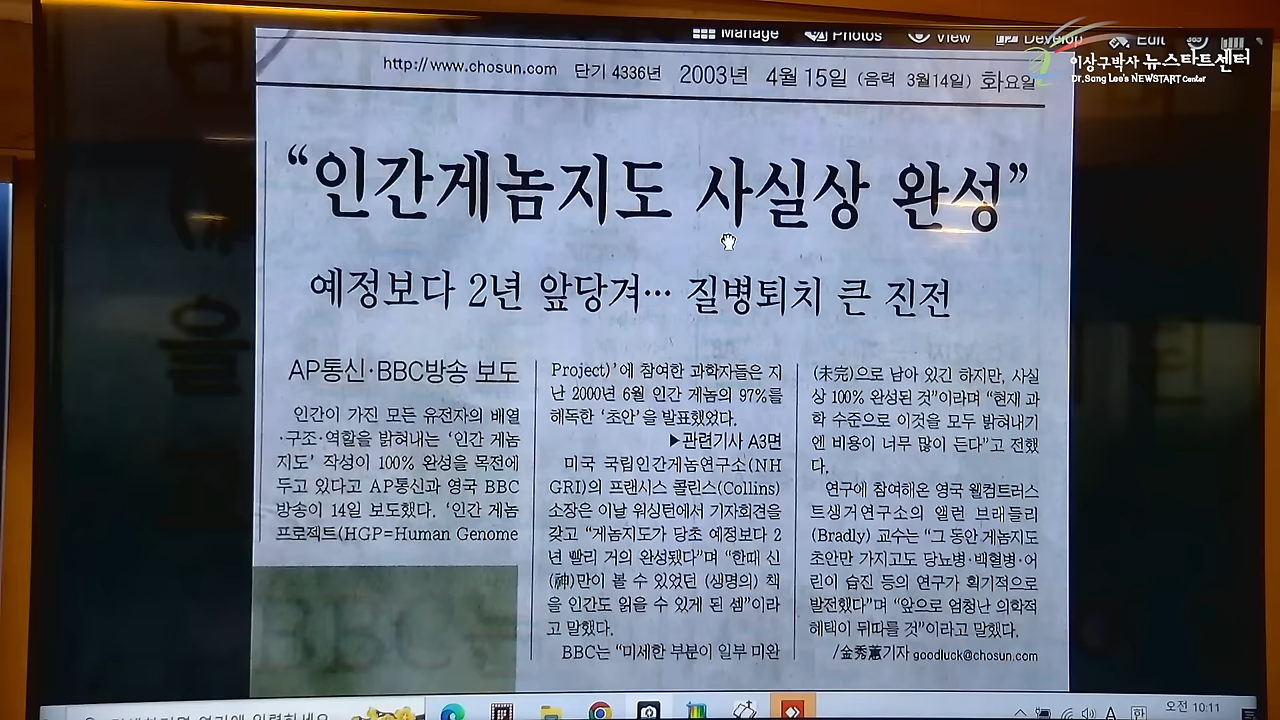 Manage Photos View Develop Edit
이상구박사 뉴스타트센터
Dr.Sang Lee's NEWSTART Center
http://www.chosun.com 단기 4336년 2003년 4월 15일 (음력 3월14일) 화요일
“인간게놈지도 사실상 완성”
예정보다 2년 앞당겨… 질병퇴치 큰 진전
AP통신·BBC방송 보도
인간이 가진 모든 유전자의 배열
·구조·역할을 밝혀내는 ‘인간 게놈
지도’ 작성이 100% 완성을 목전에
두고 있다고 AP통신과 영국 BBC
방송이 14일 보도했다. ‘인간 게놈
프로젝트(HGP=Human Genome
Project)’에 참여한 과학자들은 지
난 2000년 6월 인간 게놈의 97%를
해독한 ‘초안’을 발표했었다.
▶관련기사 A3면
미국 국립인간게놈연구소(NH
GRI)의 프랜시스 콜린스(Collins)
소장은 이날 워싱턴에서 기자회견을
갖고 “게놈지도가 당초 예정보다 2
년 빨리 거의 완성됐다”며 “한때 신
(神)만이 볼 수 있었던 (생명의) 책
을 인간도 읽을 수 있게 된 셈”이라
고 말했다.
BBC는 “미세한 부분이 일부 미완
(未完)으로 남아 있긴 하지만, 사실
상 100% 완성된 것”이라며 “현재 과
학 수준으로 이것을 모두 밝혀내기
엔 비용이 너무 많이 든다”고 전했
다.
연구에 참여해온 영국 웰컴트러스
트생거연구소의 앨런 브래들리
(Bradly) 교수는 “그 동안 게놈지도
초안만 가지고도 당뇨병·백혈병·어
린이 습진 등의 연구가 획기적으로
발전했다”며 “앞으로 엄청난 의학적
혜택이 뒤따를 것”이라고 말했다.
/金秀蕙기자 goodluck@chosun.com
A 한 오전 10:11